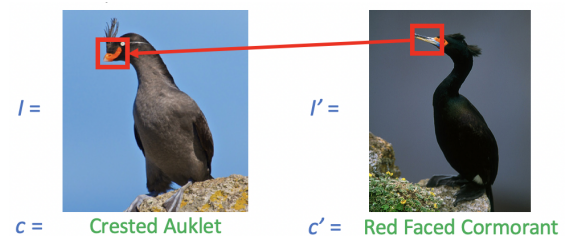 I =
I′ =
c = Crested Auklet
c′ = Red Faced Cormorant